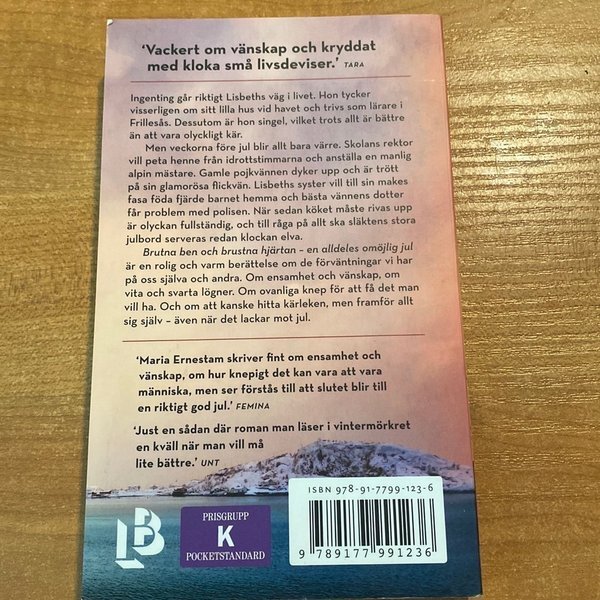 ‘Vackert om vänskap och kryddat
med kloka små livsdeviser.’ TARA
Ingenting går riktigt Lisbeths väg i livet. Hon tycker
visserligen om sitt lilla hus vid havet och trivs som lärare i
Frillesås. Dessutom är hon singel, vilket trots allt är bättre
än att vara olyckligt kär.
Men veckorna före jul blir allt bara värre. Skolans rektor
vill peta henne från idrottstimmarna och anställa en manlig
alpin mästare. Gamle pojkvännen dyker upp och är trött
på sin glamorösa flickvän. Lisbeths syster vill till sin makes
fasa föda fjärde barnet hemma och bästa vännens dotter
får problem med polisen. När sedan köket måste rivas upp
är olyckan fullständig, och till råga på allt ska släktens stora
julbord serveras redan klockan elva.
Brutna ben och brustna hjärtan – en alldeles omöjlig jul
är en rolig och varm berättelse om de förväntningar vi har
på oss själva och andra. Om ensamhet och vänskap, om
vita och svarta lögner. Om ovanliga knep för att få det man
vill ha. Och om att kanske hitta kärleken, men framför allt
sig själv – även när det lackar mot jul.
‘Maria Ernestam skriver fint om ensamhet och
vänskap, om hur knepigt det kan vara att vara
människa, men ser förstås till att slutet blir till
en riktigt god jul.’ FEMINA
‘Just en sådan där roman man läser i vintermörkret
en kväll när man vill må
lite bättre.’ UNT
ISBN 978-91-7799-123-6
9 789177 991236
LB
PRISGRUPP
K
POCKETSTANDARD